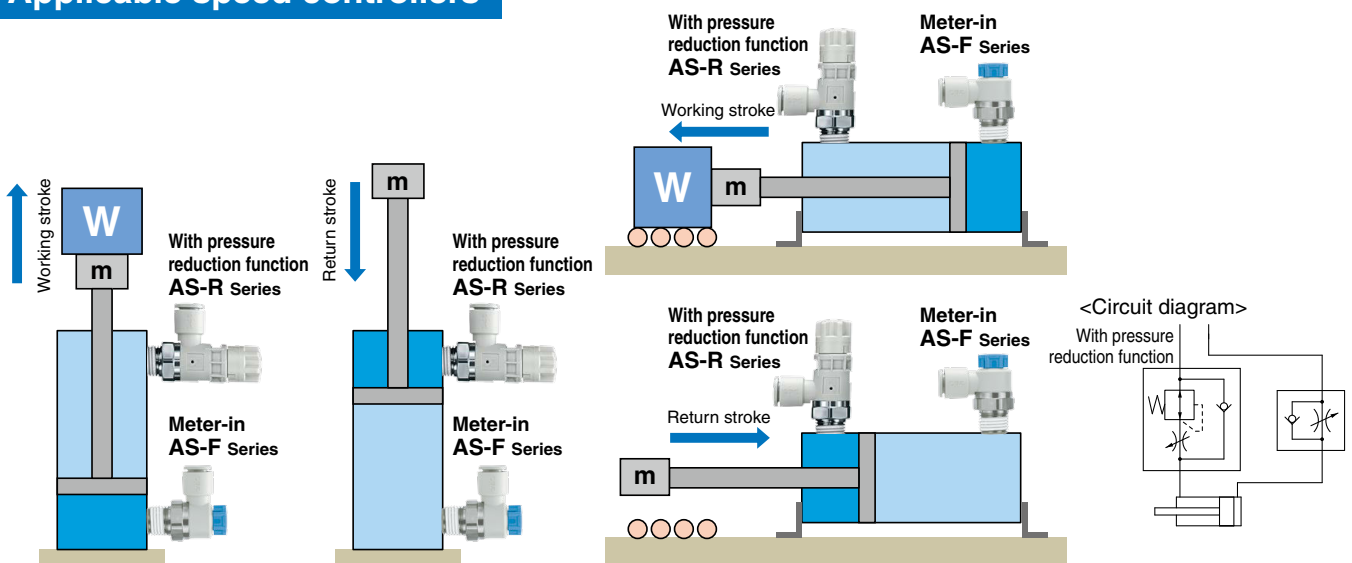 Applicable speed controllers
Working stroke
W
m
With pressure
reduction function
AS-R Series
Meter-in
AS-F Series
Return stroke
m
With pressure
reduction function
AS-R Series
Meter-in
AS-F Series
With pressure
reduction function
AS-R Series
Meter-in
AS-F Series
Working stroke
W
m
With pressure
reduction function
AS-R Series
Meter-in
AS-F Series
Return stroke
m
<Circuit diagram>
With pressure
reduction function